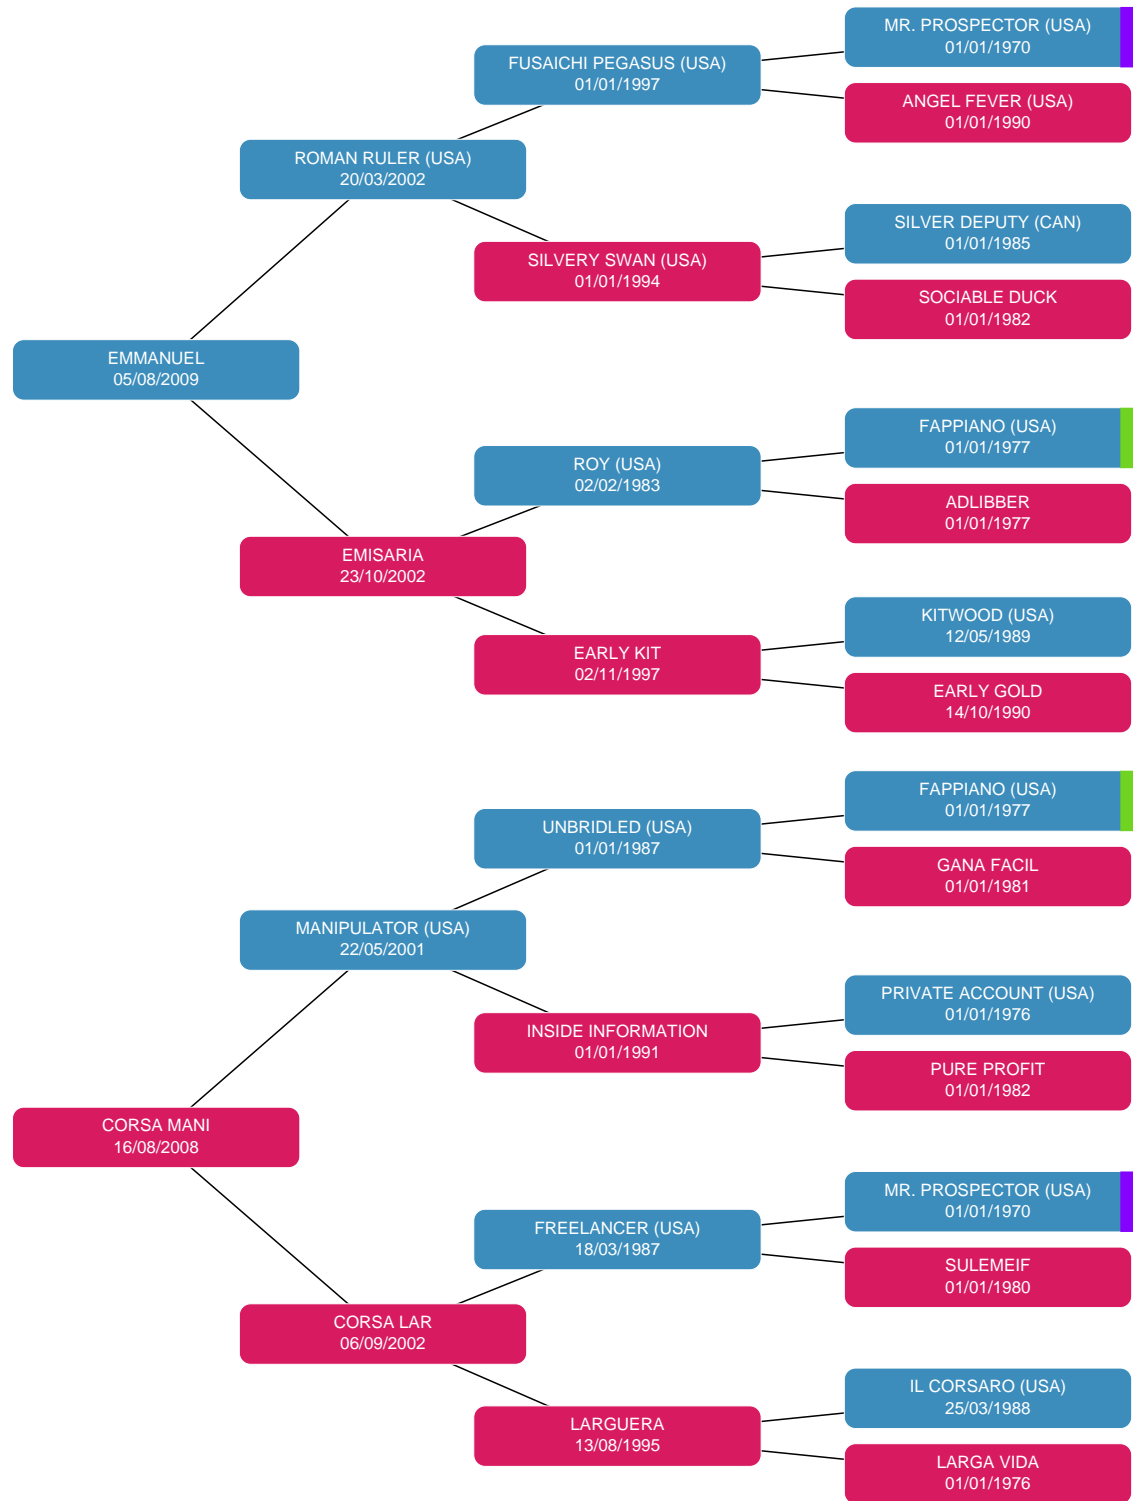 MR. PROSPECTOR (USA)
01/01/1970
FUSAICHI PEGASUS (USA)
01/01/1997
ANGEL FEVER (USA)
01/01/1990
ROMAN RULER (USA)
20/03/2002
SILVER DEPUTY (CAN)
01/01/1985
SILVERY SWAN (USA)
01/01/1994
SOCIABLE DUCK
01/01/1982
EMMANUEL
05/08/2009
FAPPIANO (USA)
01/01/1977
ROY (USA)
02/02/1983
ADLIBBER
01/01/1977
EMISARIA
23/10/2002
KITWOOD (USA)
12/05/1989
EARLY KIT
02/11/1997
EARLY GOLD
14/10/1990
FAPPIANO (USA)
01/01/1977
UNBRIDLED (USA)
01/01/1987
GANA FACIL
01/01/1981
MANIPULATOR (USA)
22/05/2001
PRIVATE ACCOUNT (USA)
01/01/1976
INSIDE INFORMATION
01/01/1991
PURE PROFIT
01/01/1982
CORSA MANI
16/08/2008
MR. PROSPECTOR (USA)
01/01/1970
FREELANCER (USA)
18/03/1987
SULEMEIF
01/01/1980
CORSA LAR
06/09/2002
IL CORSARO (USA)
25/03/1988
LARGUERA
13/08/1995
LARGA VIDA
01/01/1976